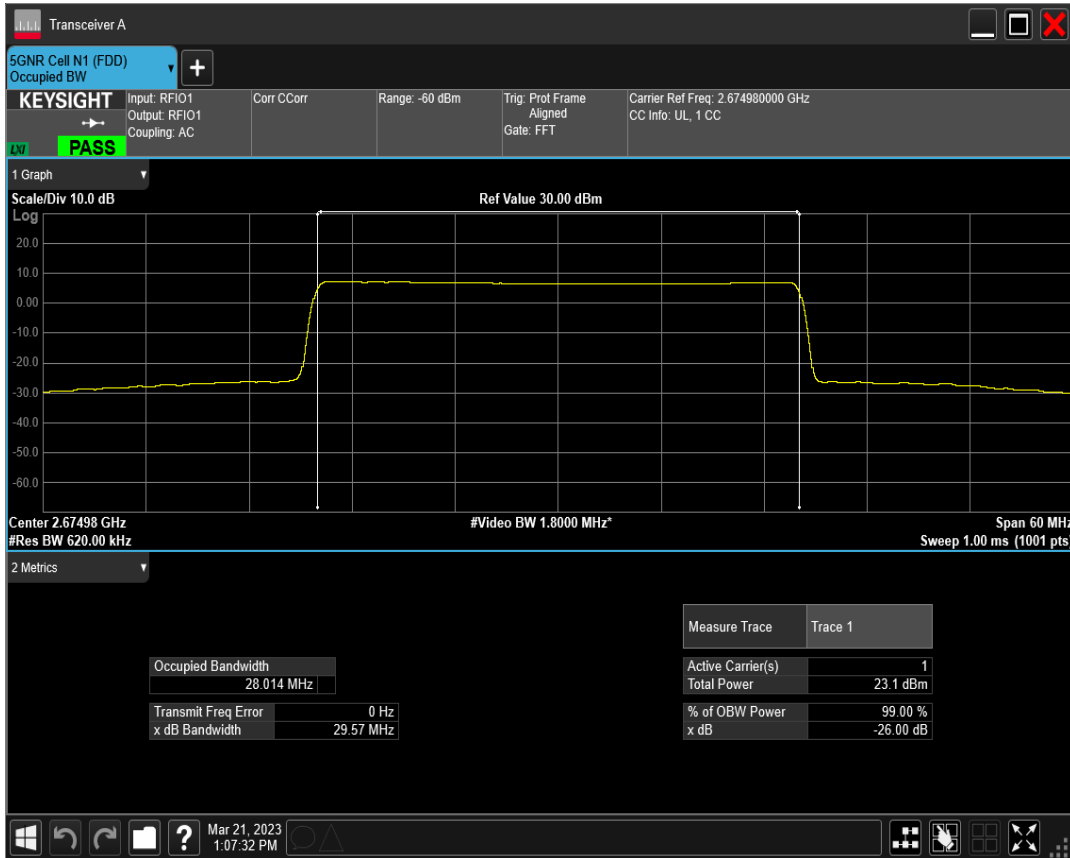 Transceiver A
5GNR Cell N1 (FDD)
Occupied BW
+
KEYSIGHT
LXI
PASS
Input: RFIO1
Output: RFIO1
Coupling: AC
Corr CCorr
Range: -60 dBm
Trig: Prot Frame
Aligned
Gate: FFT
Carrier Ref Freq: 2.674980000 GHz
CC Info: UL, 1 CC
1 Graph
Scale/Div 10.0 dB
Ref Value 30.00 dBm
Log
20.0
10.0
0.00
-10.0
-20.0
-30.0
-40.0
-50.0
-60.0
Center 2.67498 GHz
#Video BW 1.8000 MHz*
Span 60 MHz
#Res BW 620.00 kHz
Sweep 1.00 ms (1001 pts)
2 Metrics
Measure Trace Trace 1
Occupied Bandwidth
28.014 MHz
Transmit Freq Error 0 Hz
x dB Bandwidth 29.57 MHz
Active Carrier(s) 1
Total Power 23.1 dBm
% of OBW Power 99.00 %
x dB -26.00 dB
?
Mar 21, 2023
1:07:32 PM